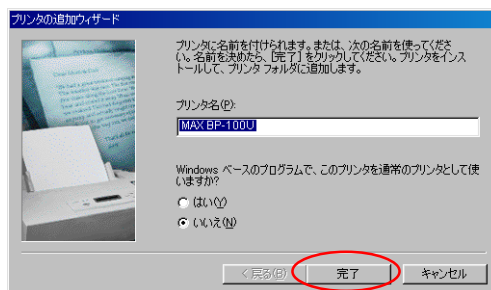 プリンタの追加ウィザード
プリンタに名前を付けられます。または、次の名前を使ってくださ
い。名前を決めたら、[完了] をクリックしてください。プリンタをインス
トールして、プリンタ フォルダに追加します。
プリンタ名(P):
MAX BP-100U
Windows ベースのプログラムで、このプリンタを通常のプリンタとして使
いますか?
はい(Y)
いいえ(N)
< 戻る(B)
完了
キャンセル